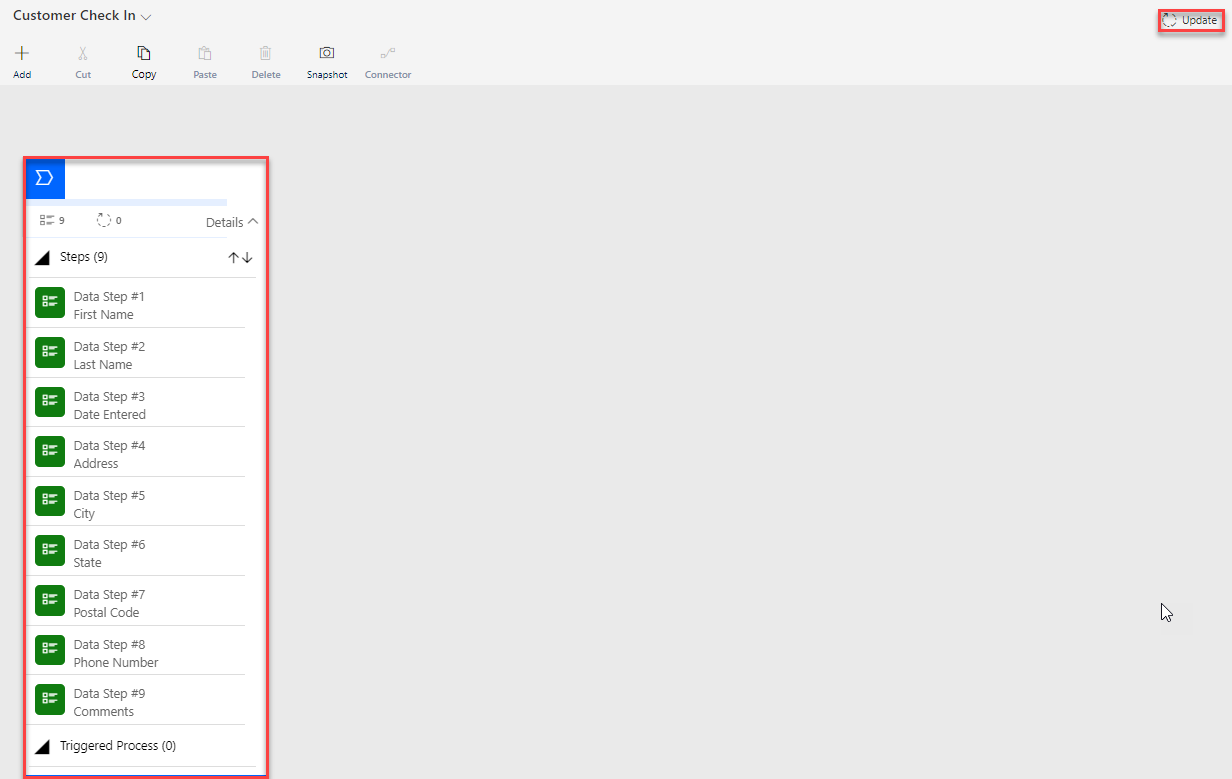 Customer Check In
Update
Add
Cut
Copy
Paste
Delete
Snapshot
Connector
9
0
Details
Steps (9)
Data Step #1
First Name
Data Step #2
Last Name
Data Step #3
Date Entered
Data Step #4
Address
Data Step #5
City
Data Step #6
State
Data Step #7
Postal Code
Data Step #8
Phone Number
Data Step #9
Comments
Triggered Process (0)